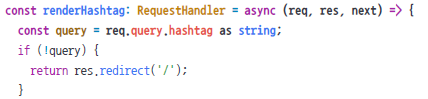 const renderHashtag: RequestHandler = async (req, res, next) => {
const query = req.query.hashtag as string;
if (!query) {
return res.redirect('/');
}